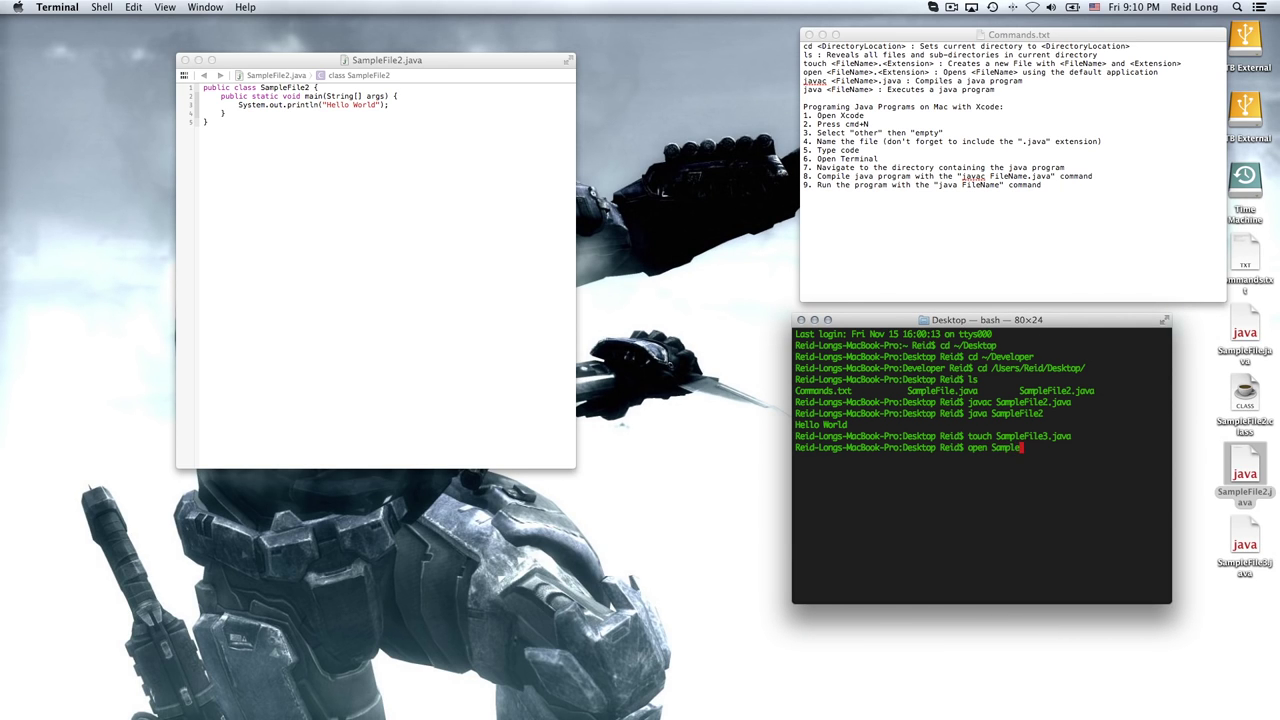 Terminal Shell Edit View Window Help Fri 9:10 PM Reid Long
SampleFile2.java
SampleFile2.java class SampleFile2
1 public class SampleFile2 {
2 public static void main(String[] args) {
3 System.out.println("Hello World");
4 }
5 }
Commands.txt
cd <DirectoryLocation> : Sets current directory to <DirectoryLocation>
ls : Reveals all files and sub-directories in current directory
touch <FileName>.<Extension> : Creates a new File with <FileName> and <Extension>
open <FileName>.<Extension> : Opens <FileName> using the default application
javac <FileName>.java : Compiles a java program
java <FileName> : Executes a java program
Programing Java Programs on Mac with Xcode:
1. Open Xcode
2. Press cmd+N
3. Select "other" then "empty"
4. Name the file (don't forget to include the ".java" extension)
5. Type code
6. Open Terminal
7. Navigate to the directory containing the java program
8. Compile java program with the "javac FileName.java" command
9. Run the program with the "java FileName" command
Desktop — bash — 80×24
Last login: Fri Nov 15 16:00:13 on ttys000
Reid-Longs-MacBook-Pro:~ Reid$ cd ~/Desktop
Reid-Longs-MacBook-Pro:Desktop Reid$ cd ~/Developer
Reid-Longs-MacBook-Pro:Developer Reid$ cd /Users/Reid/Desktop/
Reid-Longs-MacBook-Pro:Desktop Reid$ ls
Commands.txt SampleFile.java SampleFile2.java
Reid-Longs-MacBook-Pro:Desktop Reid$ javac SampleFile2.java
Reid-Longs-MacBook-Pro:Desktop Reid$ java SampleFile2
Hello World
Reid-Longs-MacBook-Pro:Desktop Reid$ touch SampleFile3.java
Reid-Longs-MacBook-Pro:Desktop Reid$ open Sample
TB External
TB External
Time
Machine
TXT
ommands.tx
t
java
SampleFile.ja
va
CLASS
SampleFile2.c
lass
java
SampleFile2.j
ava
java
SampleFile3.j
ava